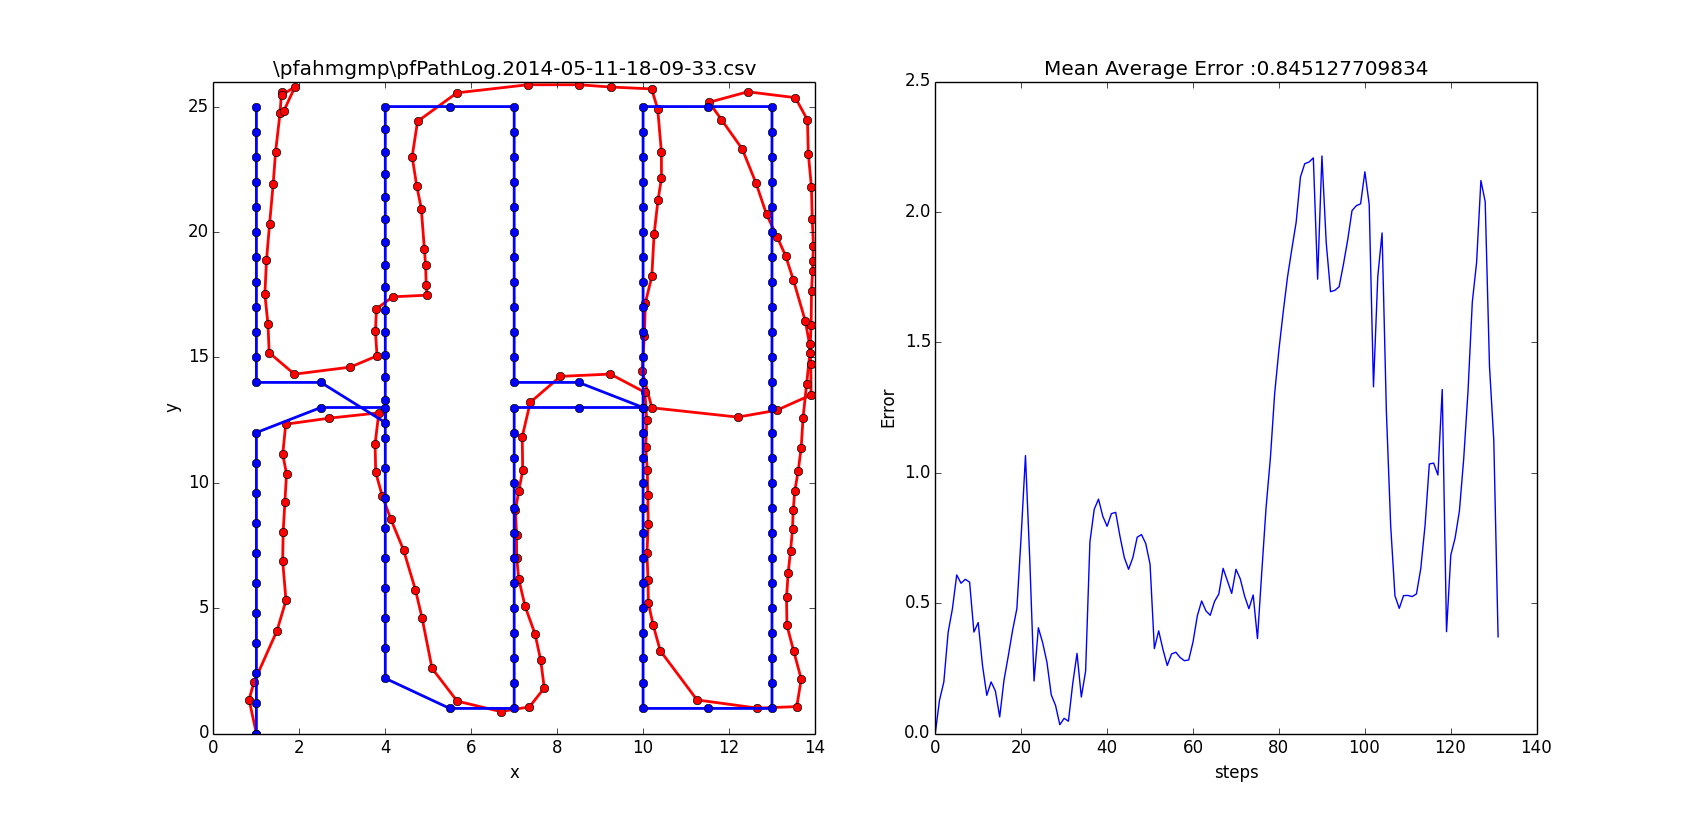 \pfahmgmp\pfPathLog.2014-05-11-18-09-33.csv
25
20
15
10
5
0
y
0 2 4 6 8 10 12 14
x
Mean Average Error :0.845127709834
2.5
2.0
1.5
1.0
0.5
0.0
Error
0 20 40 60 80 100 120 140
steps